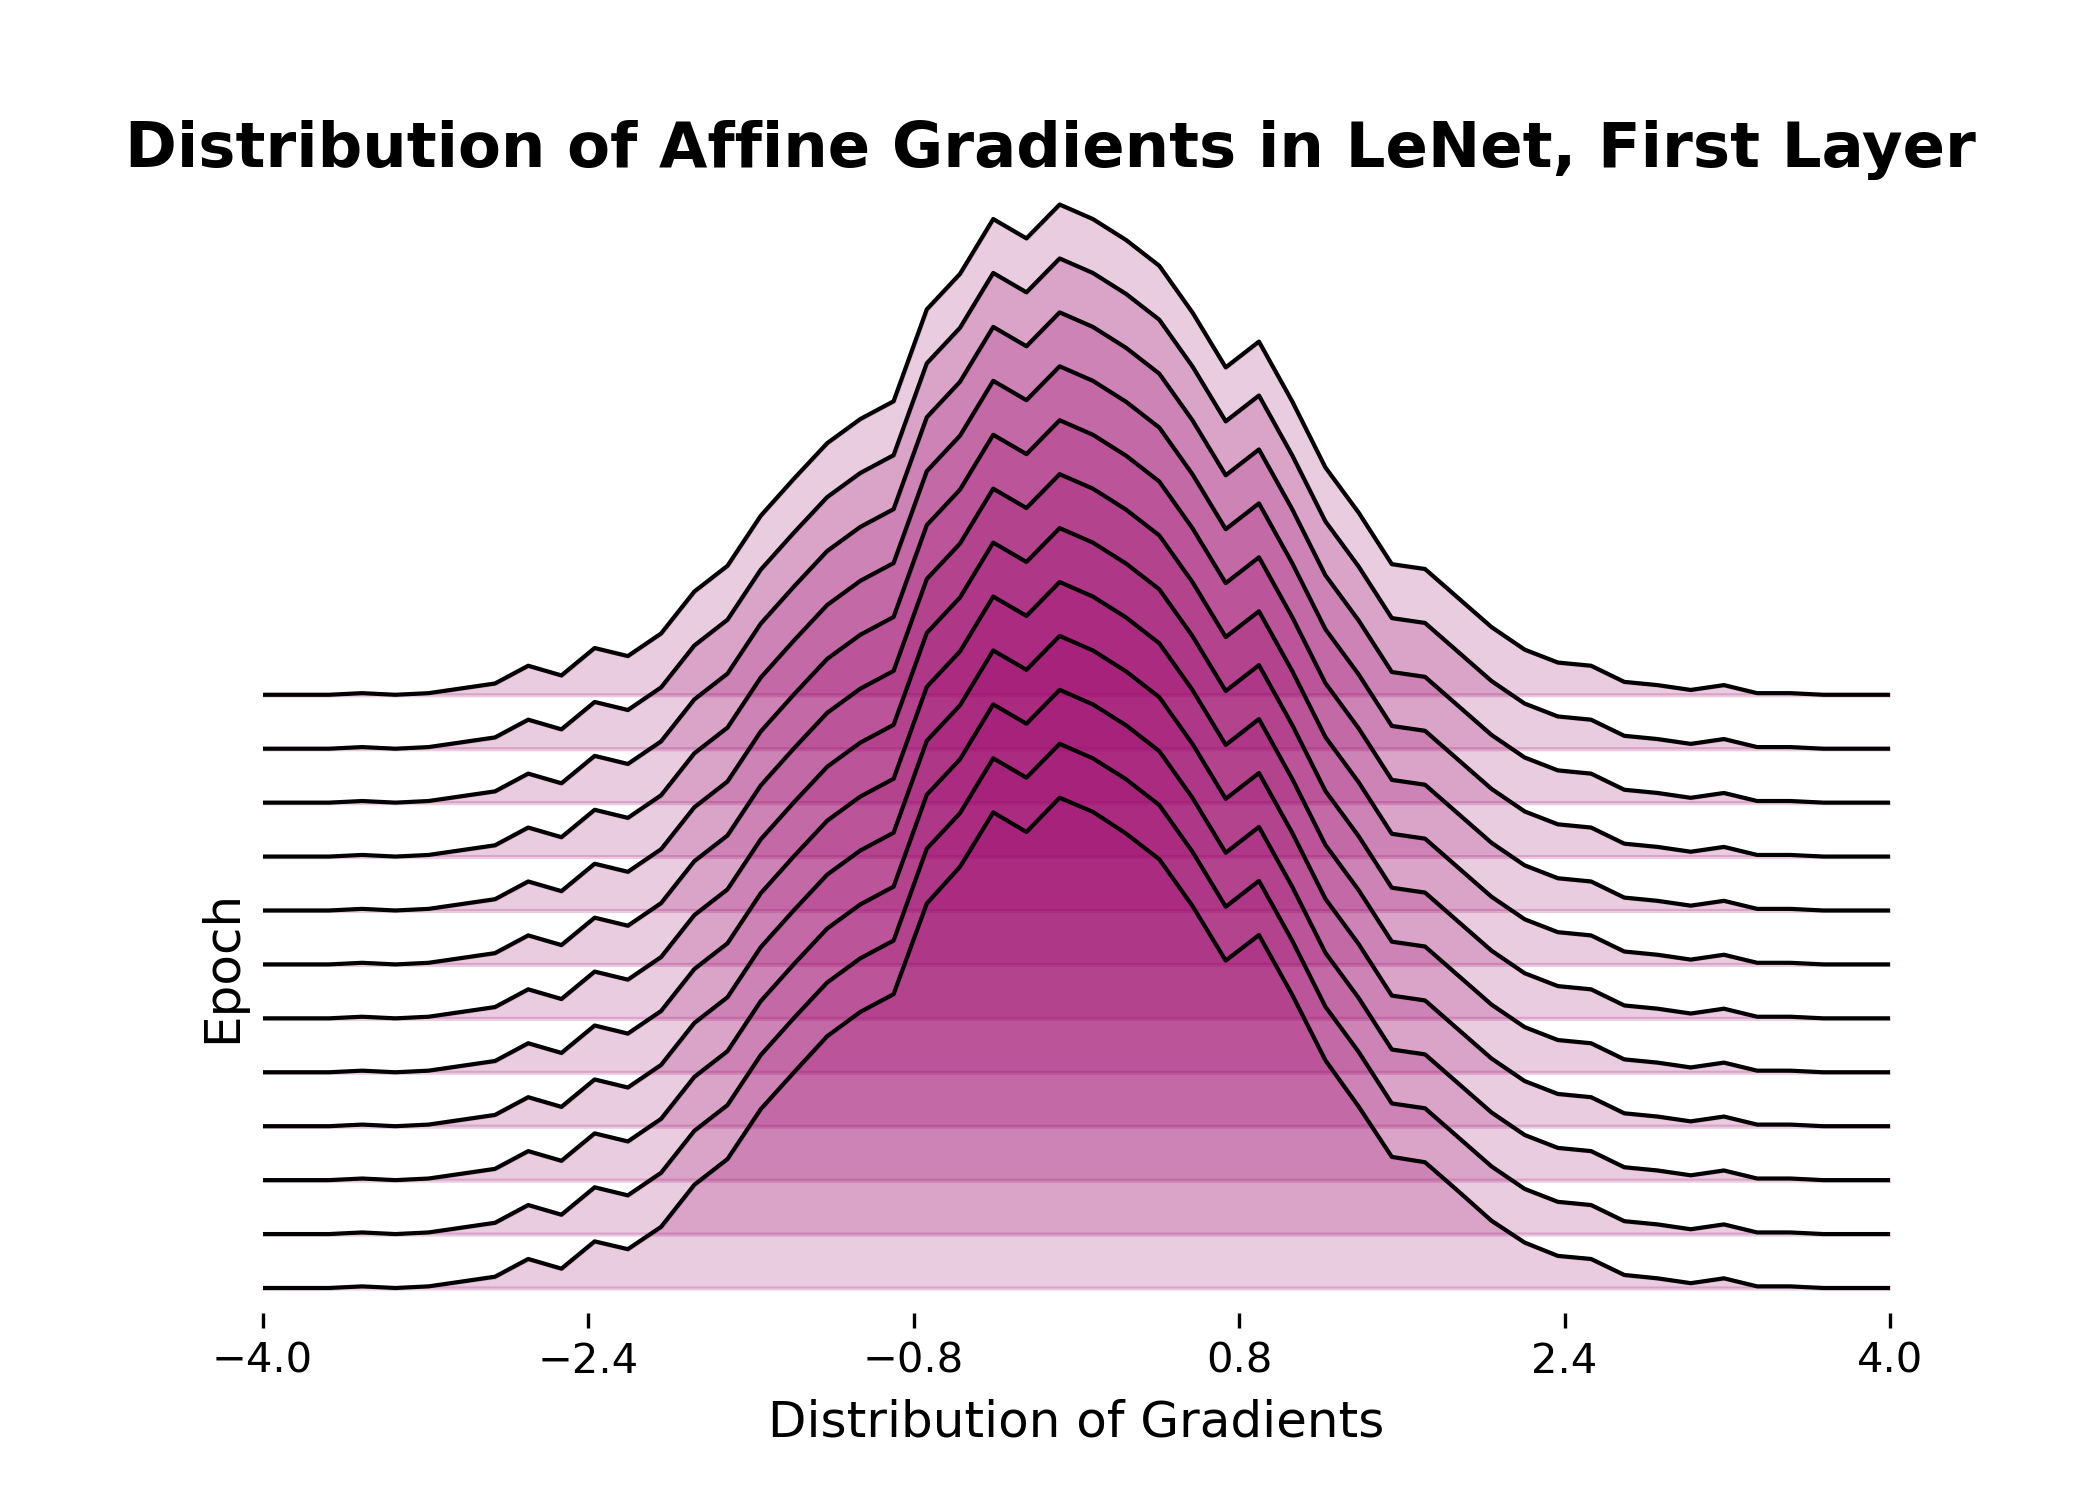 Distribution of Affine Gradients in LeNet, First Layer
Epoch
−4.0 −2.4 −0.8 0.8 2.4 4.0
Distribution of Gradients